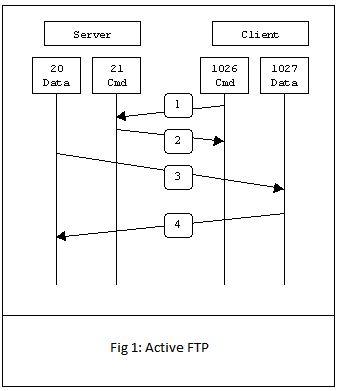 Server Client
20 21 1026 1027
Data Cmd Cmd Data
1
2
3
4
Fig 1: Active FTP